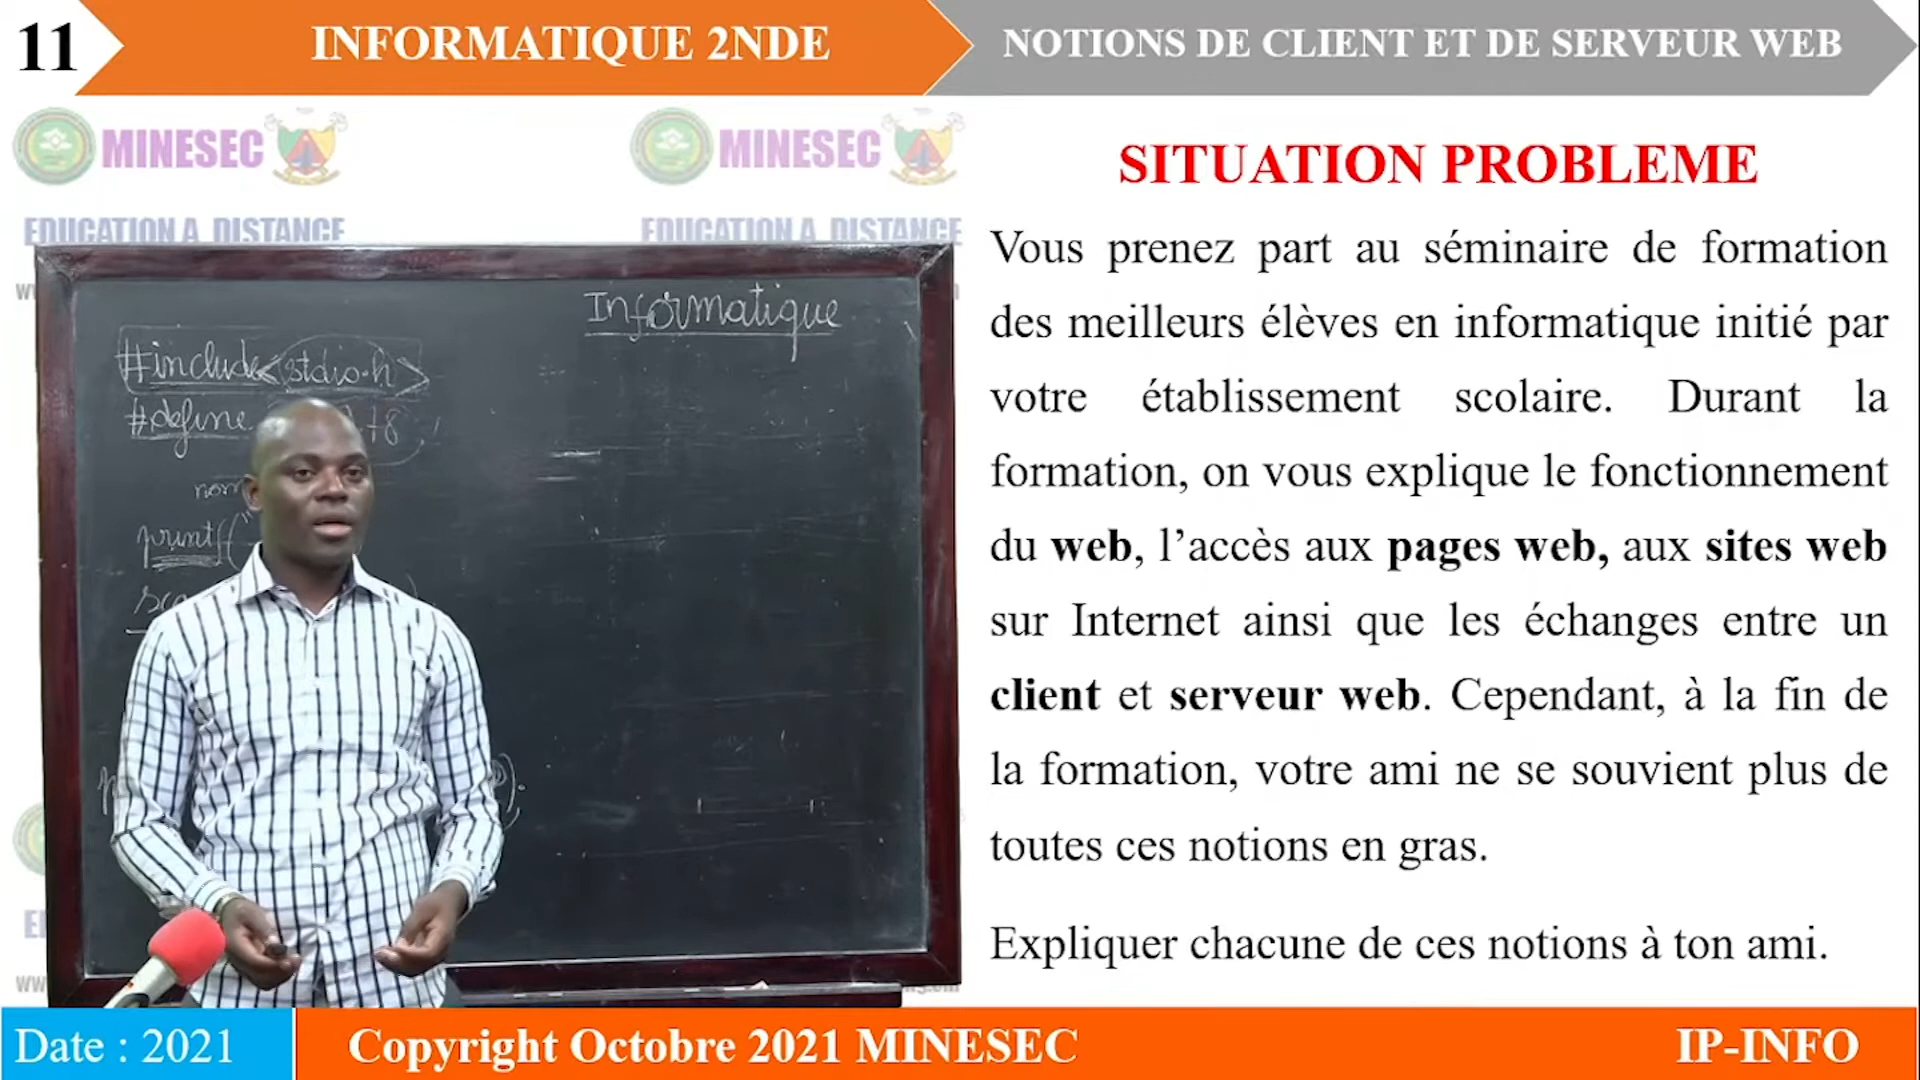 11
INFORMATIQUE 2NDE
NOTIONS DE CLIENT ET DE SERVEUR WEB
MINESEC
MINESEC
EDUCATION A DISTANCE
EDUCATION A DISTANCE
Informatique
#include<stdio.h>
#define
printf("
SITUATION PROBLEME
Vous prenez part au séminaire de formation
des meilleurs élèves en informatique initié par
votre établissement scolaire. Durant la
formation, on vous explique le fonctionnement
du web, l’accès aux pages web, aux sites web
sur Internet ainsi que les échanges entre un
client et serveur web. Cependant, à la fin de
la formation, votre ami ne se souvient plus de
toutes ces notions en gras.
Expliquer chacune de ces notions à ton ami.
Date : 2021
Copyright Octobre 2021 MINESEC
IP-INFO